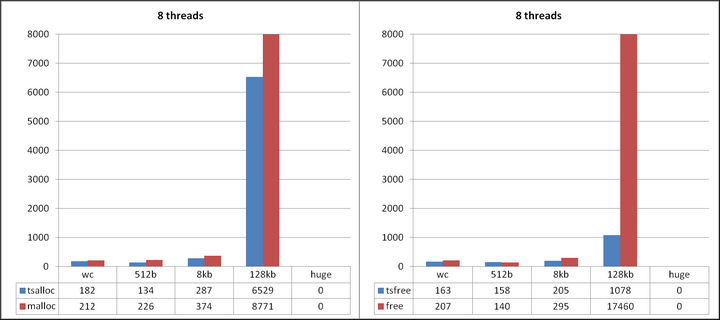 8 threads
8000
7000
6000
5000
4000
3000
2000
1000
0
wc 512b 8kb 128kb huge
tsalloc 182 134 287 6529 0
malloc 212 226 374 8771 0
8 threads
8000
7000
6000
5000
4000
3000
2000
1000
0
wc 512b 8kb 128kb huge
tsfree 163 158 205 1078 0
free 207 140 295 17460 0